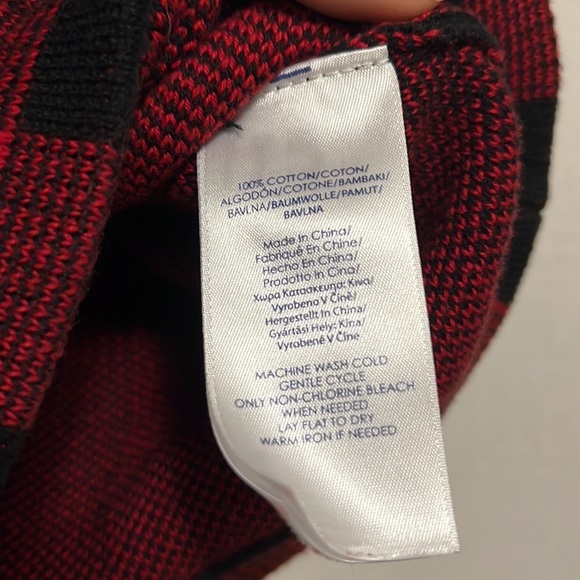 100% COTTON/COTON/
ALGODÓN/COTONE/BAMBAKI/
BAVLNA/BAUMWOLLE/PAMUT/
BAVLNA
Made In China/
Fabriqué En Chine/
Hecho En China/
Prodotto In Cina/
Χωρα Κατασκευησ: Κινα/
Vyrobeno V Čině/
Hergestellt In China/
Gyártási Hely: Kina/
Vyrobené V Číne
MACHINE WASH COLD
GENTLE CYCLE
ONLY NON-CHLORINE BLEACH
WHEN NEEDED
LAY FLAT TO DRY
WARM IRON IF NEEDED